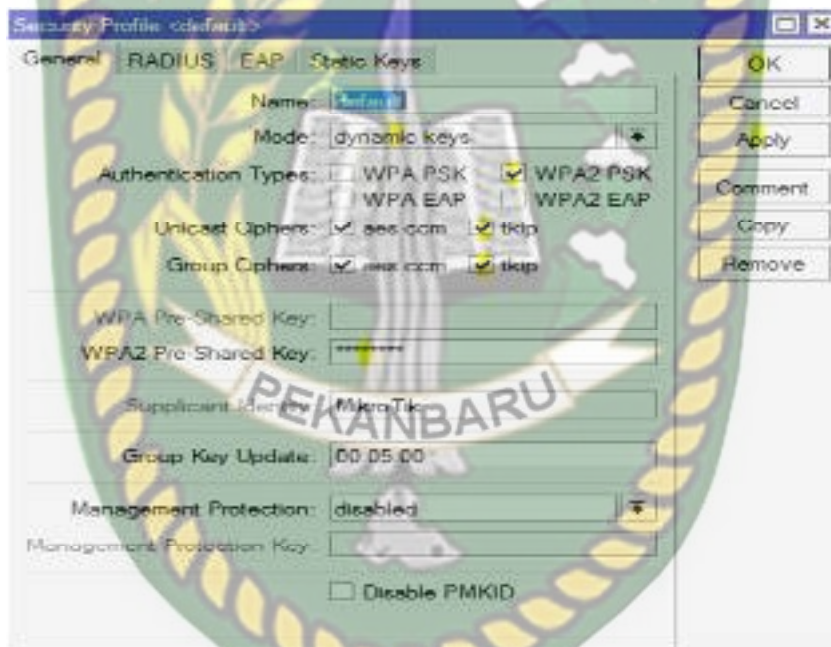 Security Profile <default>
General RADIUS EAP Static Keys
Name: default
Mode: dynamic keys
Authentication Types: WPA PSK WPA2 PSK
WPA EAP WPA2 EAP
Unicast Ciphers: aes ccm tkip
Group Ciphers: aes ccm tkip
WPA Pre-Shared Key:
WPA2 Pre-Shared Key: ********
Supplicant Identity: MikroTik
Group Key Update: 00:05:00
Management Protection: disabled
Management Protection Key:
Disable PMKID
OK
Cancel
Apply
Comment
Copy
Remove
PEKANBARU